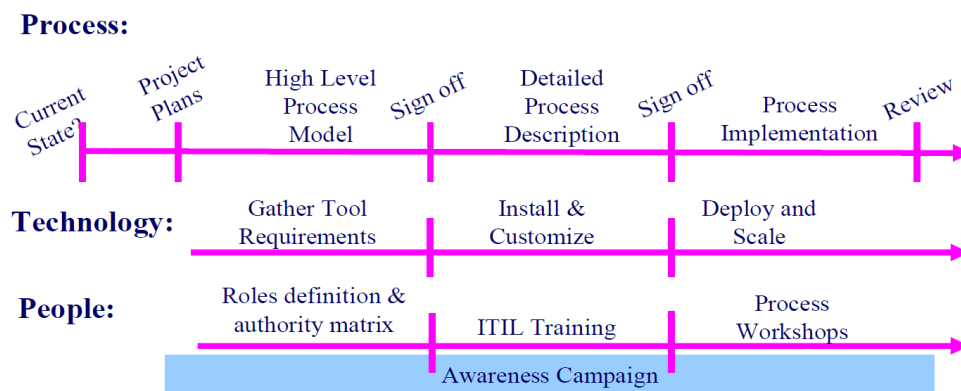 Process:
Current
State?
Project
Plans
High Level
Process
Model
Sign off
Detailed
Process
Description
Sign off
Process
Implementation
Review
Technology:
Gather Tool
Requirements
Install &
Customize
Deploy and
Scale
People:
Roles definition &
authority matrix
ITIL Training
Process
Workshops
Awareness Campaign